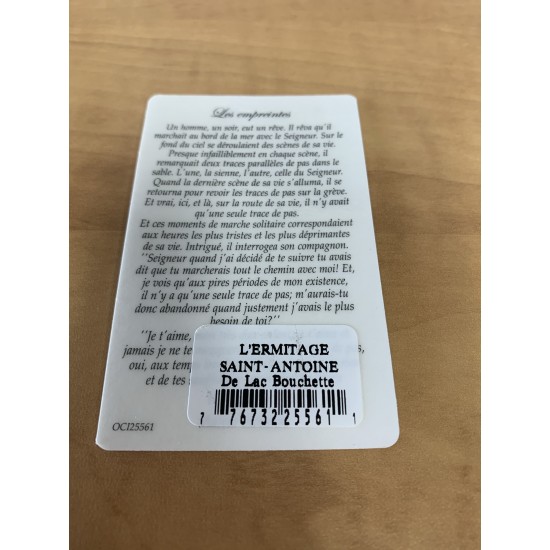 Les empreintes
Un homme, un soir, eut un rêve. Il rêva qu'il
marchait au bord de la mer avec le Seigneur. Sur le
fond du ciel se déroulaient des scènes de sa vie.
Presque infailliblement en chaque scène, il
remarquait deux traces parallèles de pas dans le
sable. L'une, la sienne, l'autre, celle du Seigneur.
Quand la dernière scène de sa vie s'alluma, il se
retourna pour revoir les traces de pas sur la grève.
Et vrai, ici, et là, sur la route de sa vie, il n'y avait
qu'une seule trace de pas.
Et ces moments de marche solitaire correspondaient
aux heures les plus tristes et les plus déprimantes
de sa vie. Intrigué, il interrogea son compagnon.
"Seigneur quand j'ai décidé de te suivre tu avais
dit que tu marcherais tout le chemin avec moi! Et,
je vois qu'aux pires périodes de mon existence,
il n'y a qu'une seule trace de pas; m'aurais-tu
donc abandonné quand justement j'avais le plus
besoin de toi?"
"Je t'aime,
jamais je ne
oui, aux
et de tes
L'ERMITAGE
SAINT-ANTOINE
De Lac Bouchette
7 76732 25561 1
OCI25561